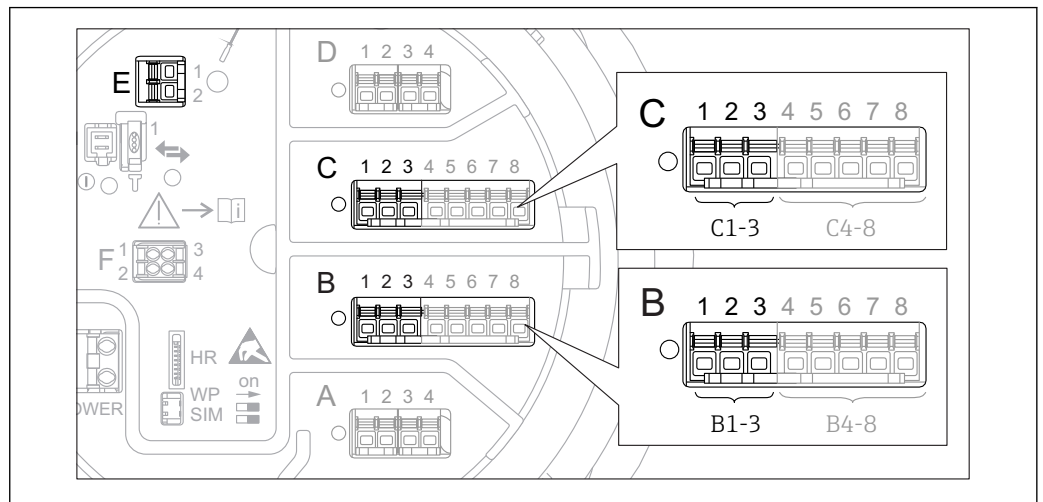 D 1 2 3 4
E 1
2
1
C 1 2 3 4 5 6 7 8
i
F 1 3
2 4
B 1 2 3 4 5 6 7 8
HR
WP on
SIM
OWER
A 1 2 3 4
C 1 2 3 4 5 6 7 8
C1-3 C4-8
B 1 2 3 4 5 6 7 8
B1-3 B4-8